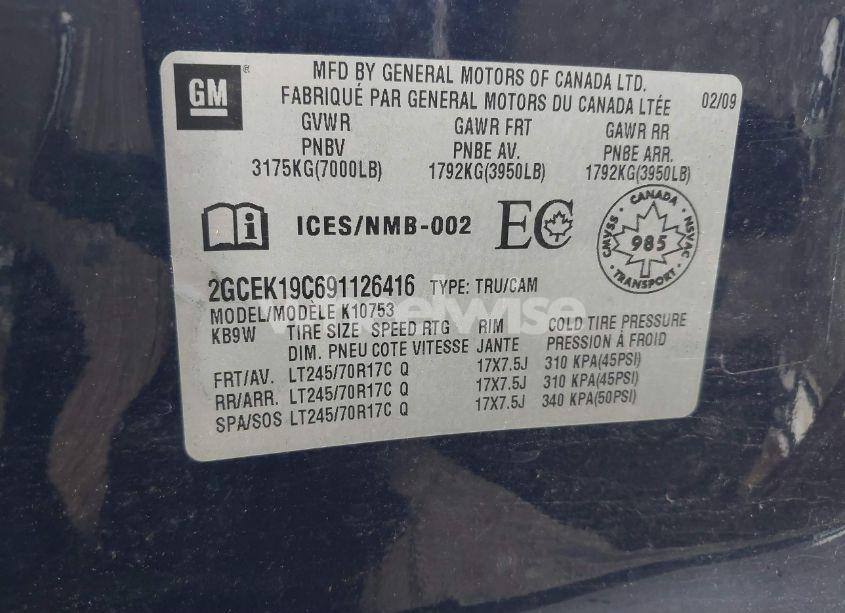 GM
MFD BY GENERAL MOTORS OF CANADA LTD.
FABRIQUÉ PAR GENERAL MOTORS DU CANADA LTÉE
02/09
GVWR GAWR FRT GAWR RR
PNBV PNBE AV. PNBE ARR.
3175KG(7000LB) 1792KG(3950LB) 1792KG(3950LB)
i ICES/NMB-002 EC
CANADA
CMVSS 985 NSVAC
TRANSPORT
2GCEK19C691126416 TYPE: TRU/CAM
MODEL/MODÈLE K10753
KB9W TIRE SIZE SPEED RTG RIM COLD TIRE PRESSURE
DIM. PNEU COTE VITESSE JANTE PRESSION À FROID
FRT/AV. LT245/70R17C Q 17X7.5J 310 KPA(45PSI)
RR/ARR. LT245/70R17C Q 17X7.5J 310 KPA(45PSI)
SPA/SOS LT245/70R17C Q 17X7.5J 340 KPA(50PSI)